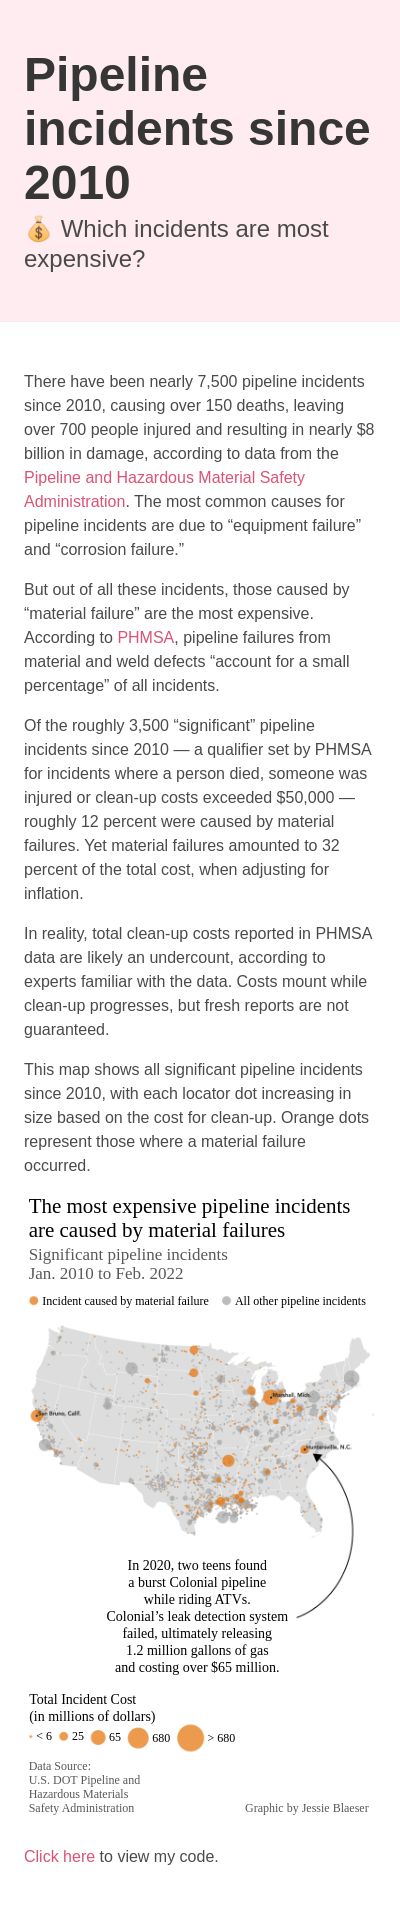 Pipeline
incidents since
2010
💰 Which incidents are most
expensive?
There have been nearly 7,500 pipeline incidents
since 2010, causing over 150 deaths, leaving
over 700 people injured and resulting in nearly $8
billion in damage, according to data from the
Pipeline and Hazardous Material Safety
Administration. The most common causes for
pipeline incidents are due to “equipment failure”
and “corrosion failure.”
But out of all these incidents, those caused by
“material failure” are the most expensive.
According to PHMSA, pipeline failures from
material and weld defects “account for a small
percentage” of all incidents.
Of the roughly 3,500 “significant” pipeline
incidents since 2010 — a qualifier set by PHMSA
for incidents where a person died, someone was
injured or clean-up costs exceeded $50,000 —
roughly 12 percent were caused by material
failures. Yet material failures amounted to 32
percent of the total cost, when adjusting for
inflation.
In reality, total clean-up costs reported in PHMSA
data are likely an undercount, according to
experts familiar with the data. Costs mount while
clean-up progresses, but fresh reports are not
guaranteed.
This map shows all significant pipeline incidents
since 2010, with each locator dot increasing in
size based on the cost for clean-up. Orange dots
represent those where a material failure
occurred.
The most expensive pipeline incidents
are caused by material failures
Significant pipeline incidents
Jan. 2010 to Feb. 2022
Incident caused by material failure All other pipeline incidents
Marshall, Mich.
San Bruno, Calif.
Huntersville, N.C.
In 2020, two teens found
a burst Colonial pipeline
while riding ATVs.
Colonial’s leak detection system
failed, ultimately releasing
1.2 million gallons of gas
and costing over $65 million.
Total Incident Cost
(in millions of dollars)
< 6 25 65 680 > 680
Data Source:
U.S. DOT Pipeline and
Hazardous Materials
Safety Administration
Graphic by Jessie Blaeser
Click here to view my code.